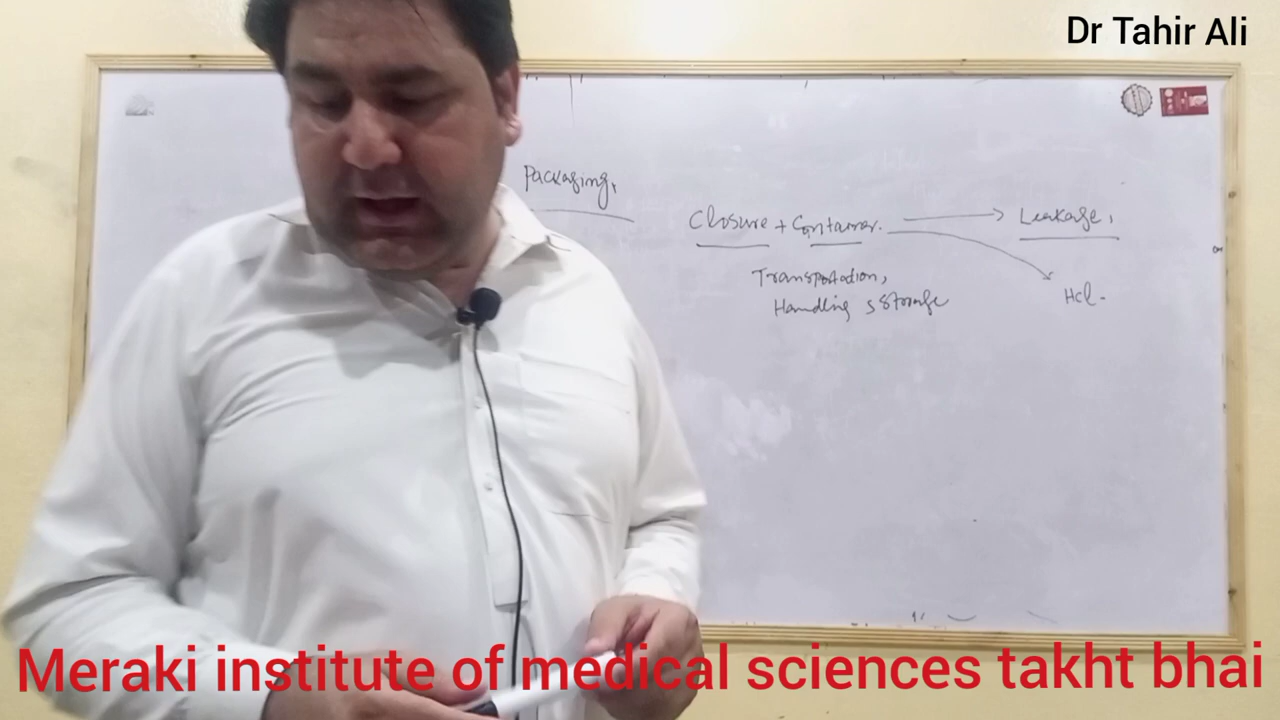 Dr Tahir Ali
Packaging,
Closure + Container. → Leakage,
Transportation,
Handling & Storage
Hcl.
Meraki institute of medical sciences takht bhai